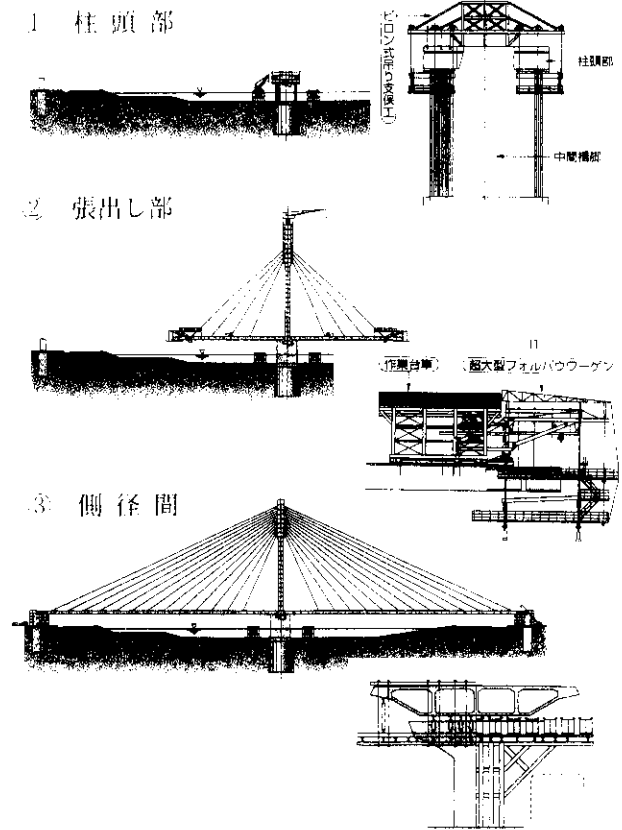 1 柱頭部
ピロン式吊り支保工
柱頭部
中間橋脚
2 張出し部
作業台車
超大型フォルバウワーゲン
③ 側径間